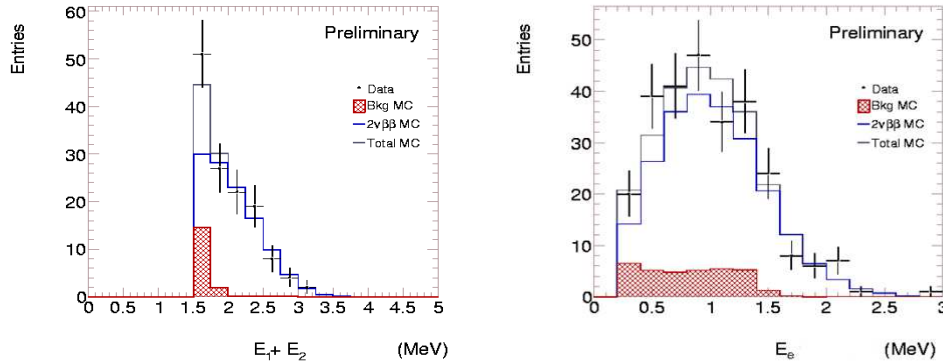 Entries
Preliminary
60
50
40
30
20
10
0
Data
Bkg MC
2νββ MC
Total MC
0 0.5 1 1.5 2 2.5 3 3.5 4 4.5 5
E1+ E2 (MeV)
Entries
Preliminary
50
40
30
20
10
0
Data
Bkg MC
2νββ MC
Total MC
0 0.5 1 1.5 2 2.5 3
Ee (MeV)